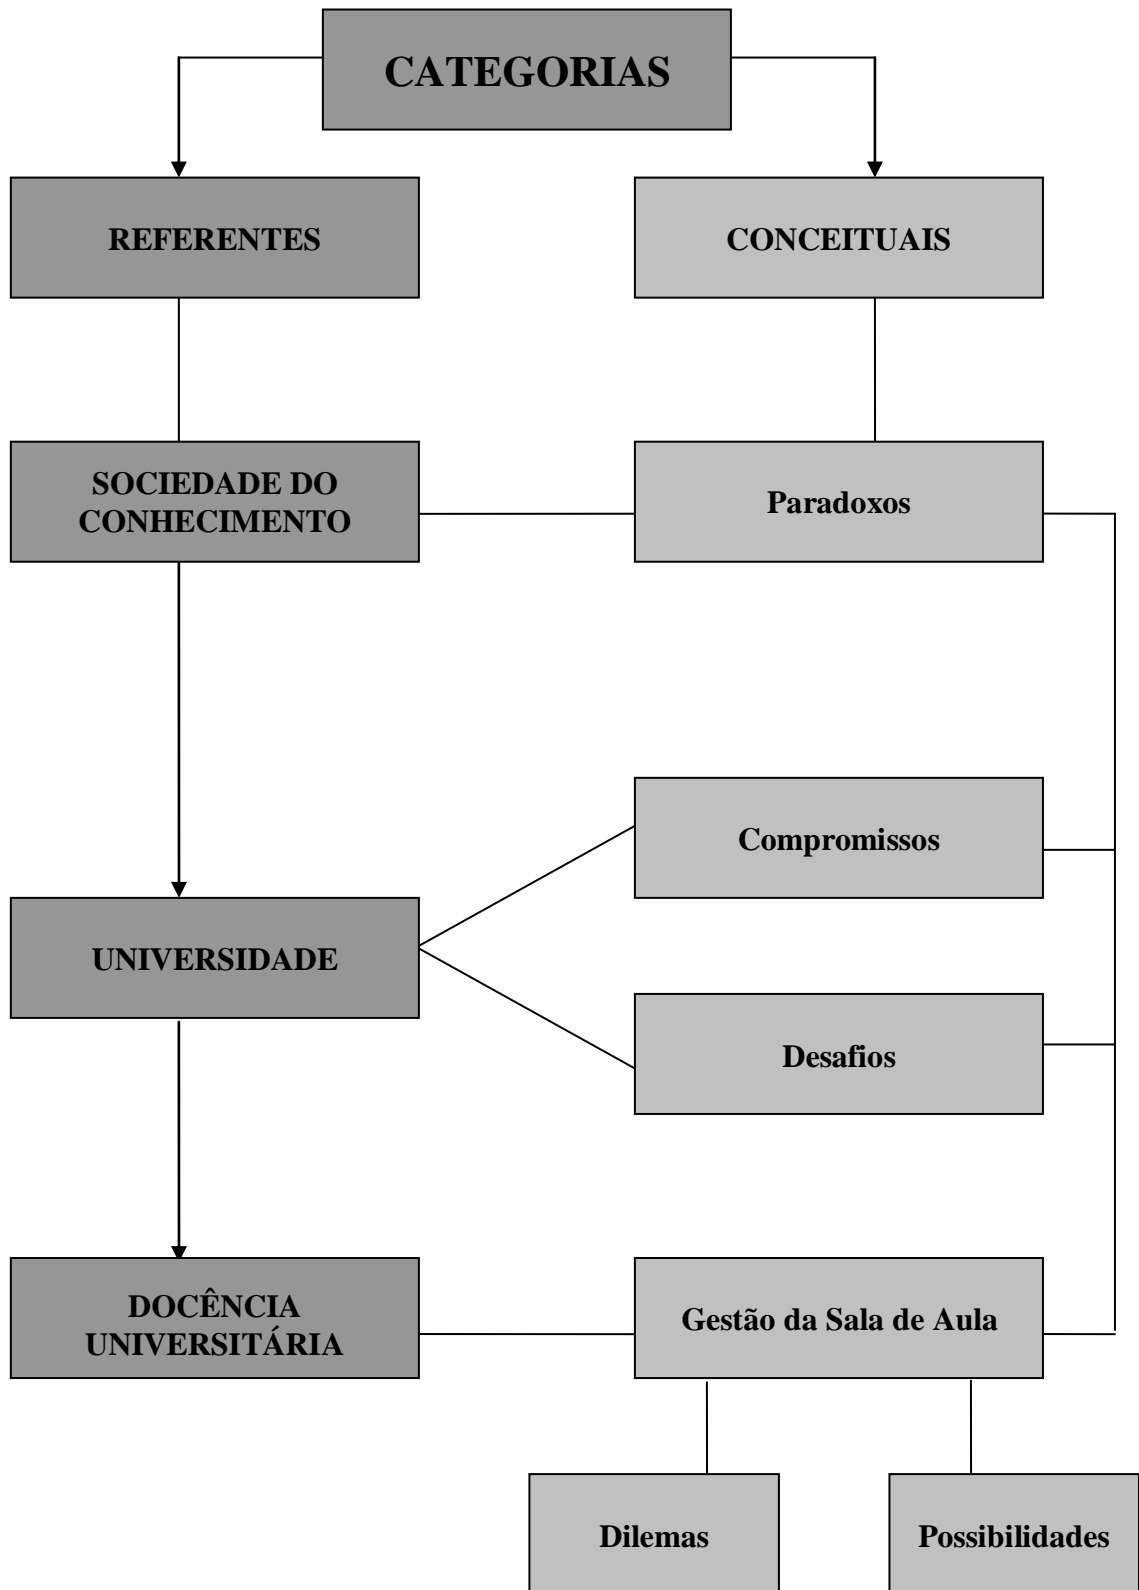 CATEGORIAS
REFERENTES
CONCEITUAIS
SOCIEDADE DO
CONHECIMENTO
Paradoxos
Compromissos
UNIVERSIDADE
Desafios
DOCÊNCIA
UNIVERSITÁRIA
Gestão da Sala de Aula
Dilemas
Possibilidades